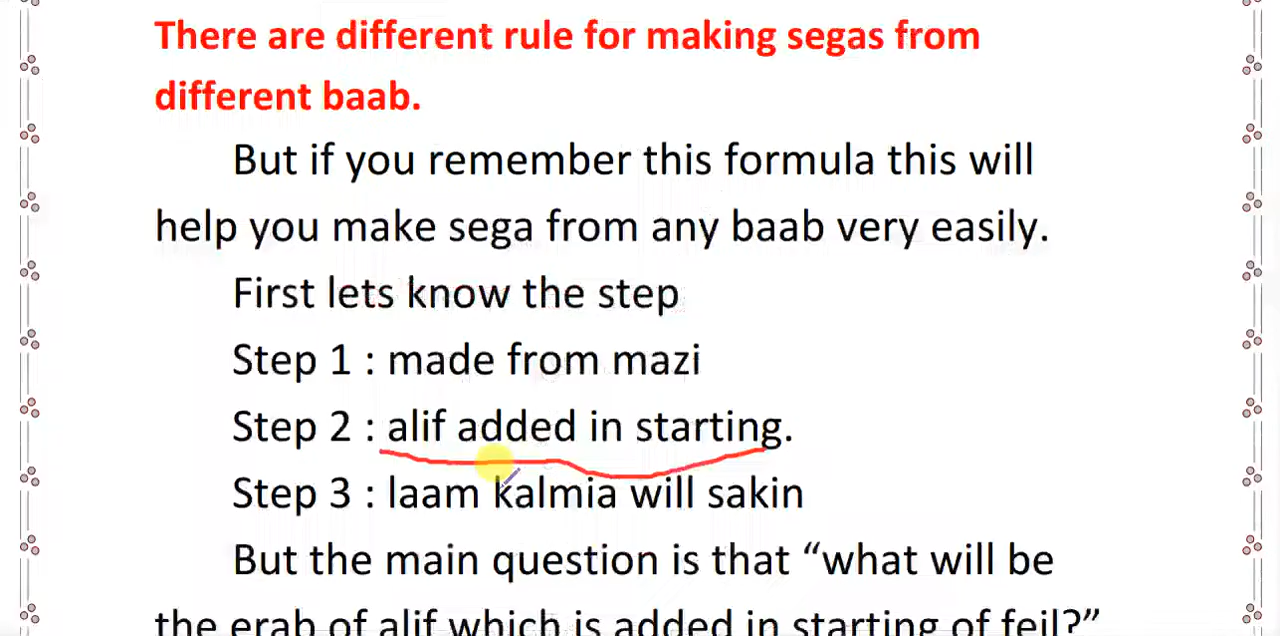 There are different rule for making segas from
different baab.
But if you remember this formula this will
help you make sega from any baab very easily.
First lets know the step
Step 1 : made from mazi
Step 2 : alif added in starting.
Step 3 : laam kalmia will sakin
But the main question is that “what will be
the erab of alif which is added in starting of feil?”